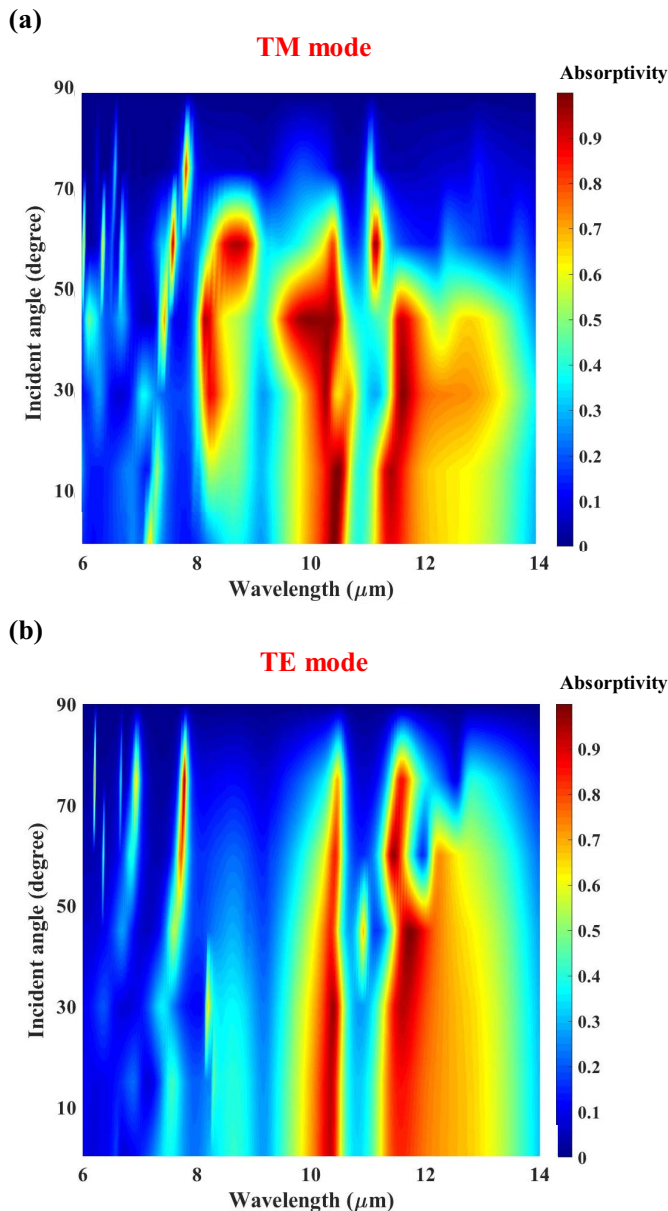 (a)
TM mode
Absorptivity
90
70
50
30
10
Incident angle (degree)
6 8 10 12 14
Wavelength (μm)
0.9
0.8
0.7
0.6
0.5
0.4
0.3
0.2
0.1
0
(b)
TE mode
Absorptivity
90
70
50
30
10
Incident angle (degree)
6 8 10 12 14
Wavelength (μm)
0.9
0.8
0.7
0.6
0.5
0.4
0.3
0.2
0.1
0